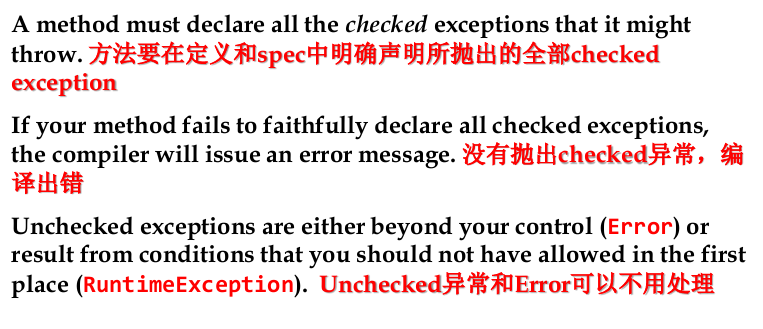 A method must declare all the checked exceptions that it might
throw. 方法要在定义和spec中明确声明所抛出的全部checked
exception
If your method fails to faithfully declare all checked exceptions,
the compiler will issue an error message. 没有抛出checked异常，编
译出错
Unchecked exceptions are either beyond your control (Error) or
result from conditions that you should not have allowed in the first
place (RuntimeException). Unchecked异常和Error可以不用处理